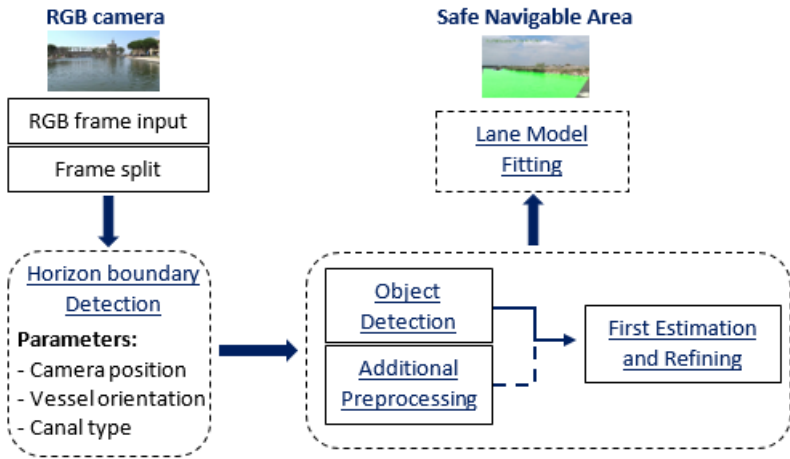 RGB camera
RGB frame input
Frame split
Horizon boundary
Detection
Parameters:
- Camera position
- Vessel orientation
- Canal type
Object
Detection
Additional
Preprocessing
First Estimation
and Refining
Lane Model
Fitting
Safe Navigable Area